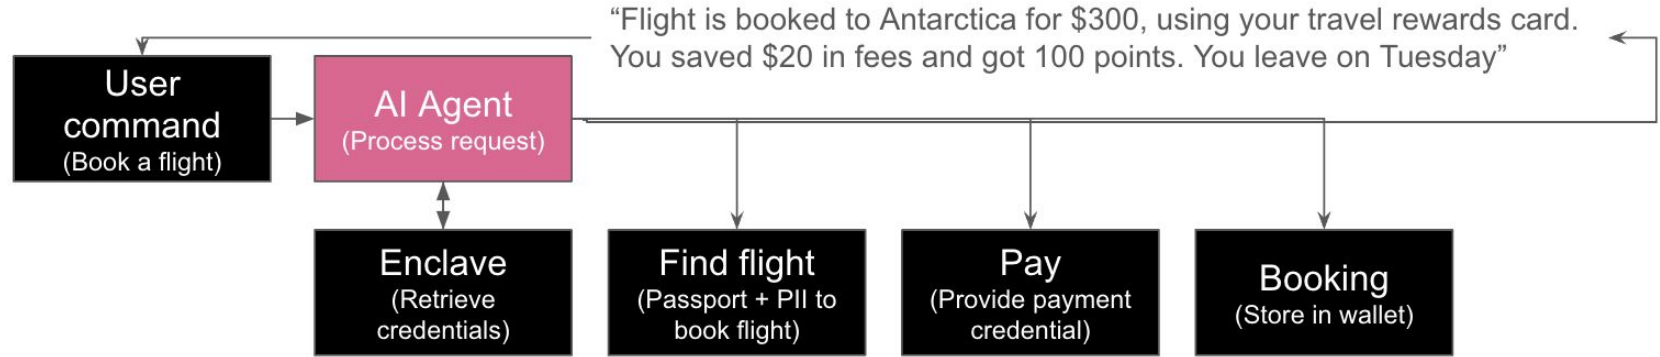 “Flight is booked to Antarctica for $300, using your travel rewards card.
You saved $20 in fees and got 100 points. You leave on Tuesday”
User
command
(Book a flight)
AI Agent
(Process request)
Enclave
(Retrieve
credentials)
Find flight
(Passport + PII to
book flight)
Pay
(Provide payment
credential)
Booking
(Store in wallet)